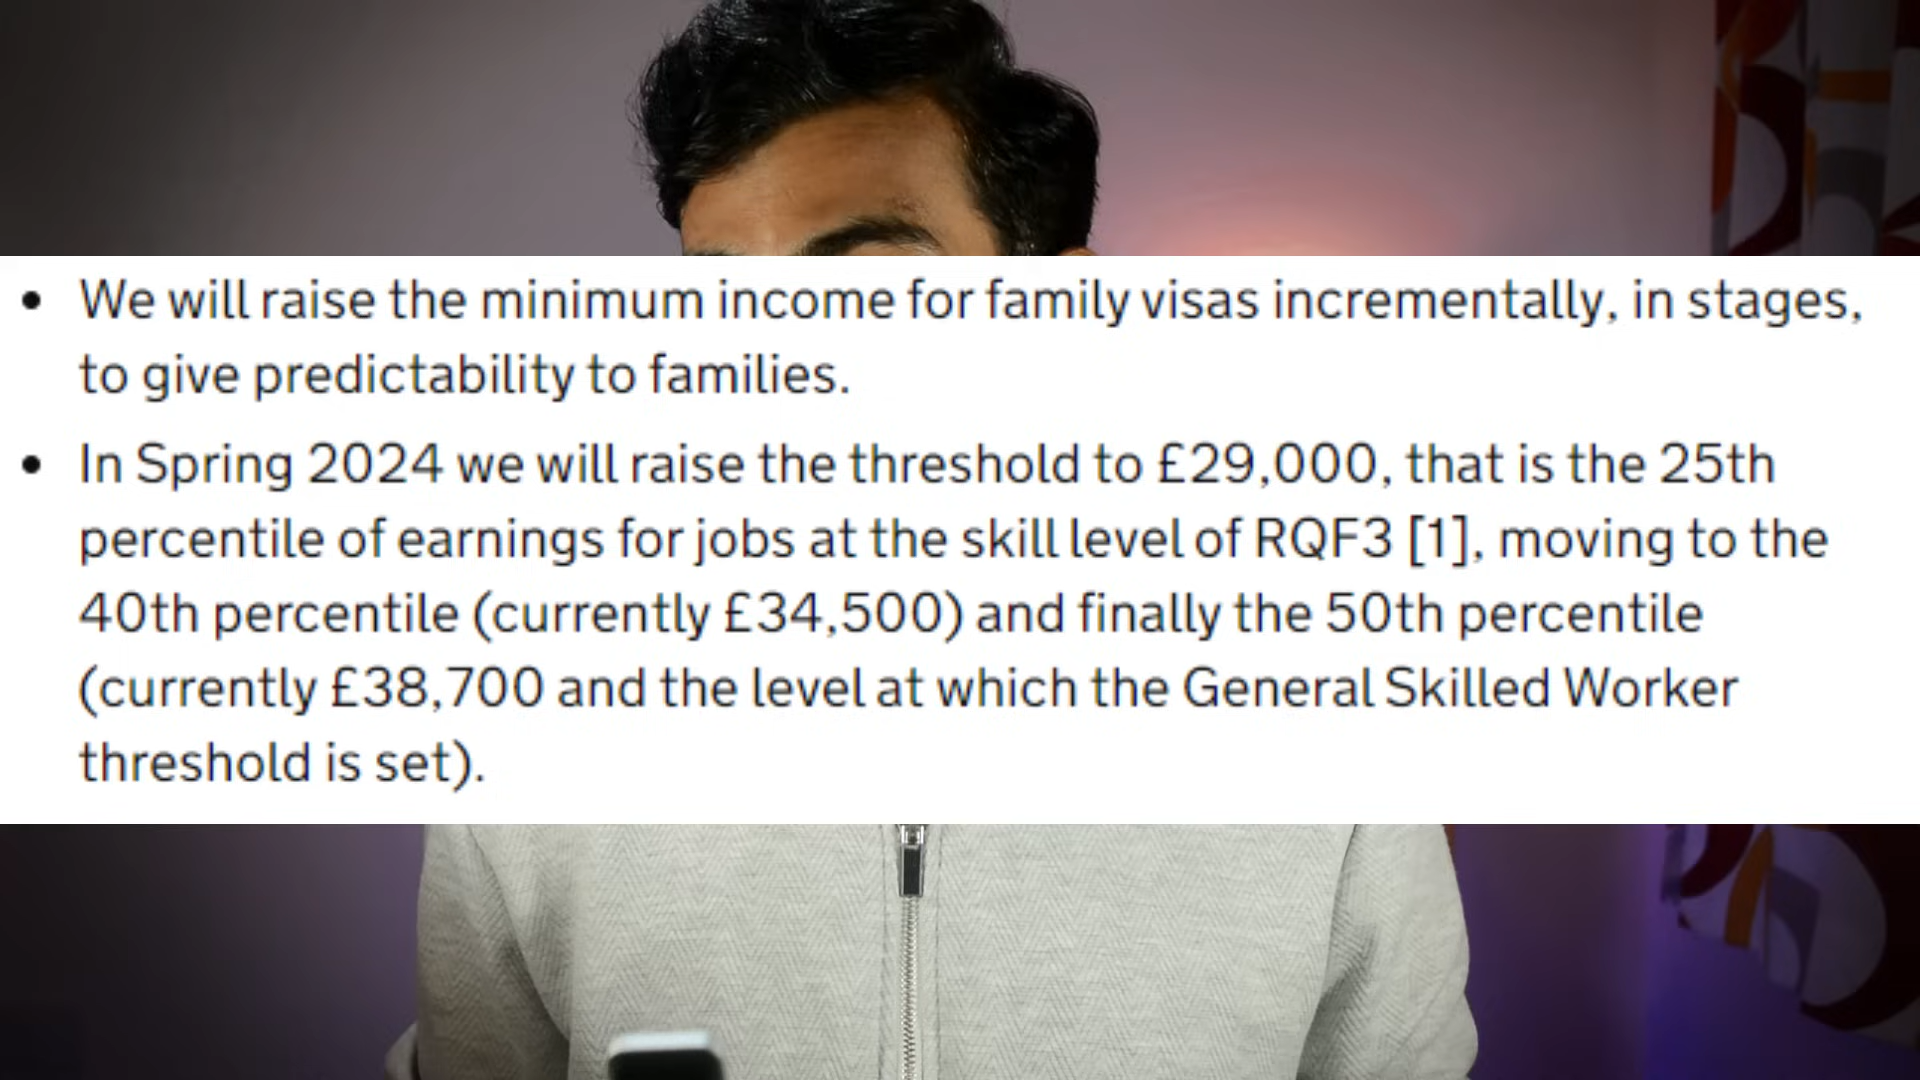 • We will raise the minimum income for family visas incrementally, in stages,
to give predictability to families.
• In Spring 2024 we will raise the threshold to £29,000, that is the 25th
percentile of earnings for jobs at the skill level of RQF3 [1], moving to the
40th percentile (currently £34,500) and finally the 50th percentile
(currently £38,700 and the level at which the General Skilled Worker
threshold is set).